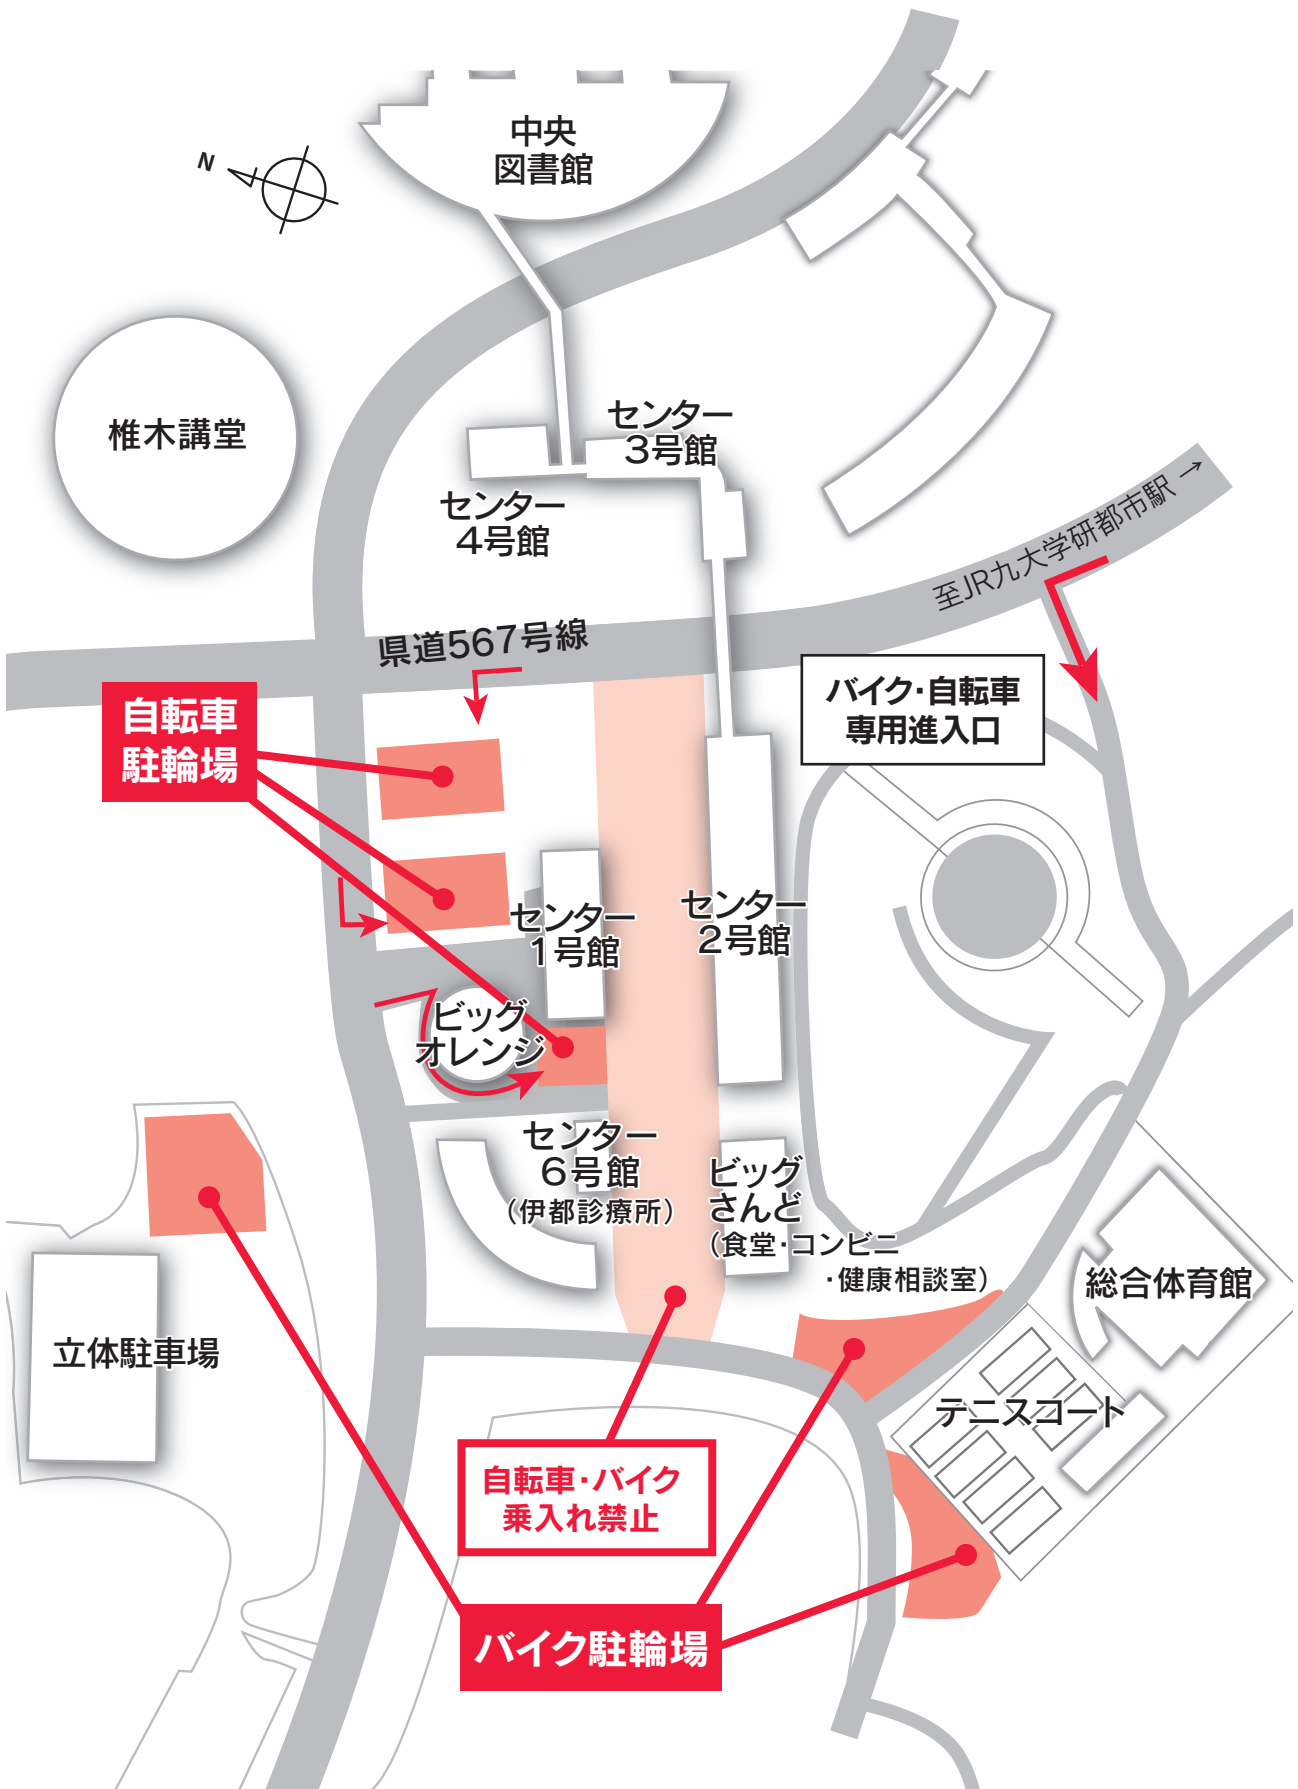 中央
図書館
N
椎木講堂
センター
3号館
センター
4号館
至JR九大学研都市駅→
県道567号線
バイク・自転車
専用進入口
自転車
駐輪場
センター
1号館
センター
2号館
ビッグ
オレンジ
センター
6号館
（伊都診療所）
ビッグ
さんど
（食堂・コンビニ
・健康相談室）
総合体育館
立体駐車場
テニスコート
自転車・バイク
乗入れ禁止
バイク駐輪場